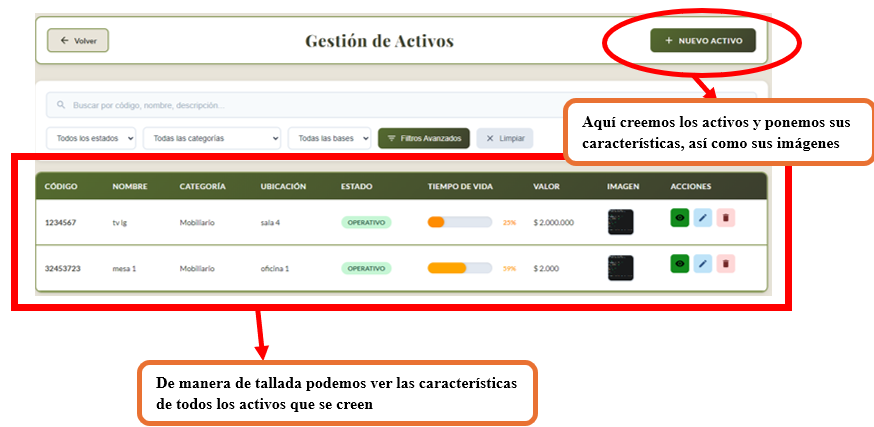 ← Volver
Gestión de Activos
+ NUEVO ACTIVO
Buscar por código, nombre, descripción...
Todos los estados
Todas las categorías
Todas las bases
Filtros Avanzados
✕ Limpiar
Aquí creemos los activos y ponemos sus
características, así como sus imágenes
CÓDIGO NOMBRE CATEGORÍA UBICACIÓN ESTADO TIEMPO DE VIDA VALOR IMAGEN ACCIONES
1234567 tv lg Mobiliario sala 4 OPERATIVO 25% $ 2.000.000
32453723 mesa 1 Mobiliario oficina 1 OPERATIVO 59% $ 2.000
De manera de tallada podemos ver las características
de todos los activos que se creen